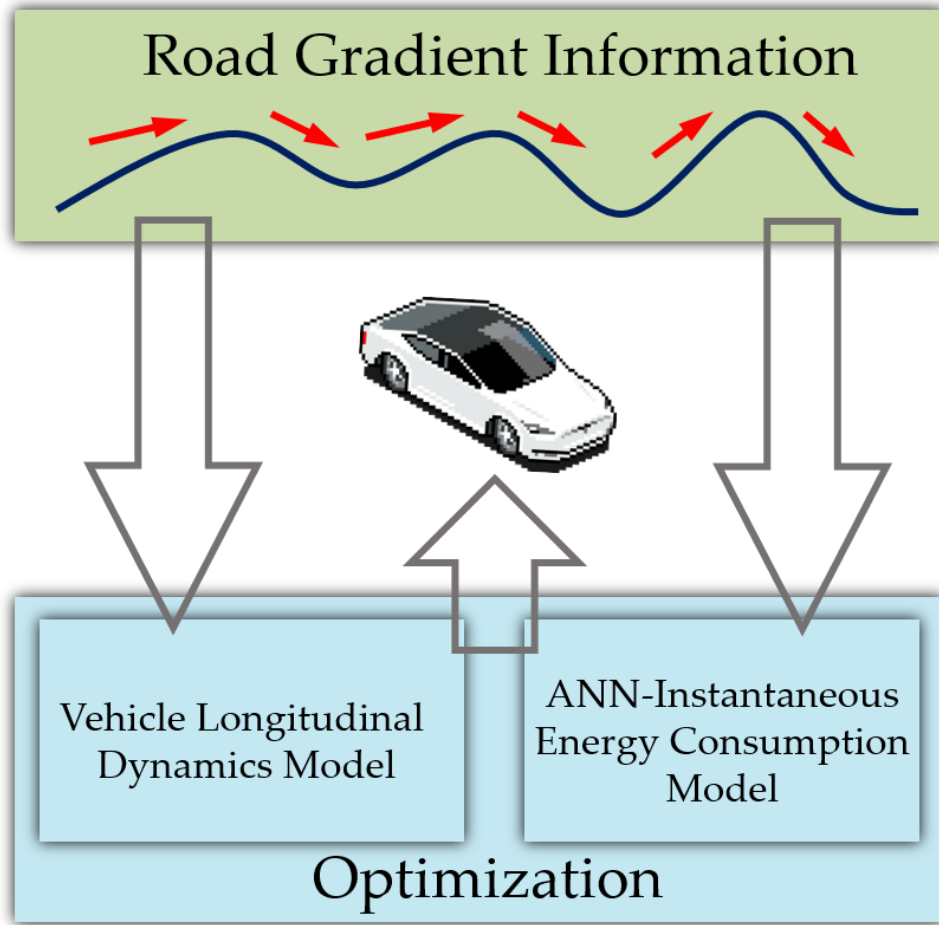 Road Gradient Information
Vehicle Longitudinal
Dynamics Model
ANN-Instantaneous
Energy Consumption
Model
Optimization